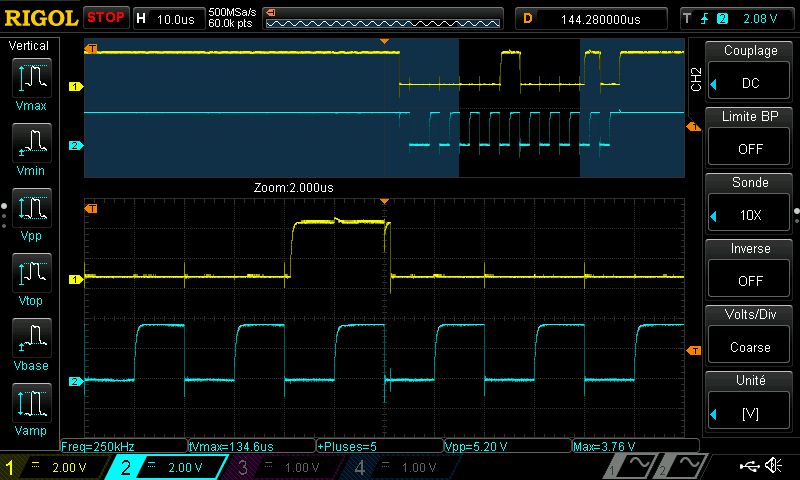 RIGOL STOP H 10.0us 500MSa/s 60.0k pts D 144.280000us T 2 2.08 V
Vertical
Vmax
Vmin
Vpp
Vtop
Vbase
Vamp
T
1
2
T
Zoom:2.000us
T
1
2
T
CH2
Couplage
DC
Limite BP
OFF
Sonde
10X
Inverse
OFF
Volts/Div
Coarse
Unité
[V]
Freq=250kHz tVmax=134.6us +Pluses=5 Vpp=5.20 V Max=3.76 V
1 2.00 V 2 2.00 V 3 1.00 V 4 1.00 V 1 2